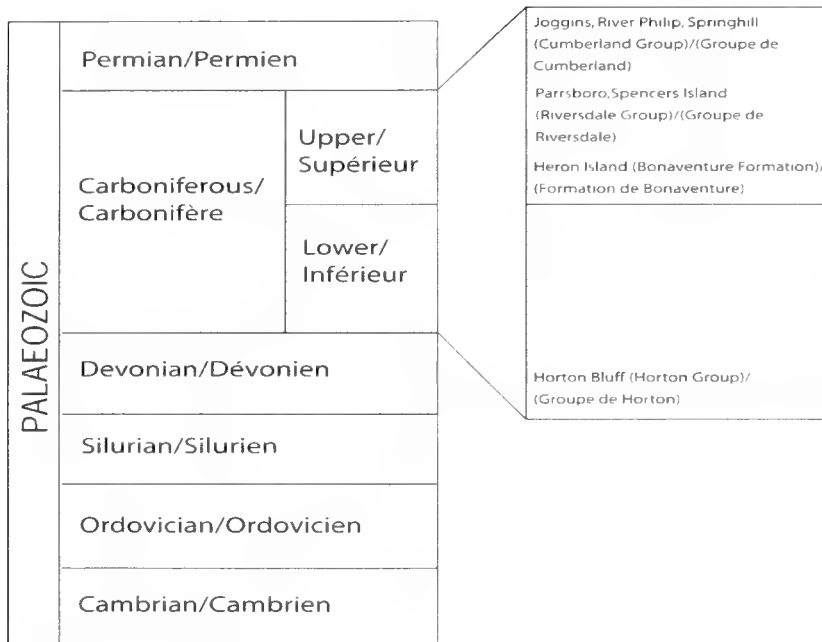 PALAEOZOIC
Permian/Permien
Carboniferous/
Carbonifère
Upper/
Supérieur
Lower/
Inférieur
Devonian/Dévonien
Silurian/Silurien
Ordovician/Ordovicien
Cambrian/Cambrien
Joggins, River Philip, Springhill
(Cumberland Group)/(Groupe de
Cumberland)
Parrsboro, Spencers Island
(Riversdale Group)/(Groupe de
Riversdale)
Heron Island (Bonaventure Formation)/
(Formation de Bonaventure)
Horton Bluff (Horton Group)/
(Groupe de Horton)